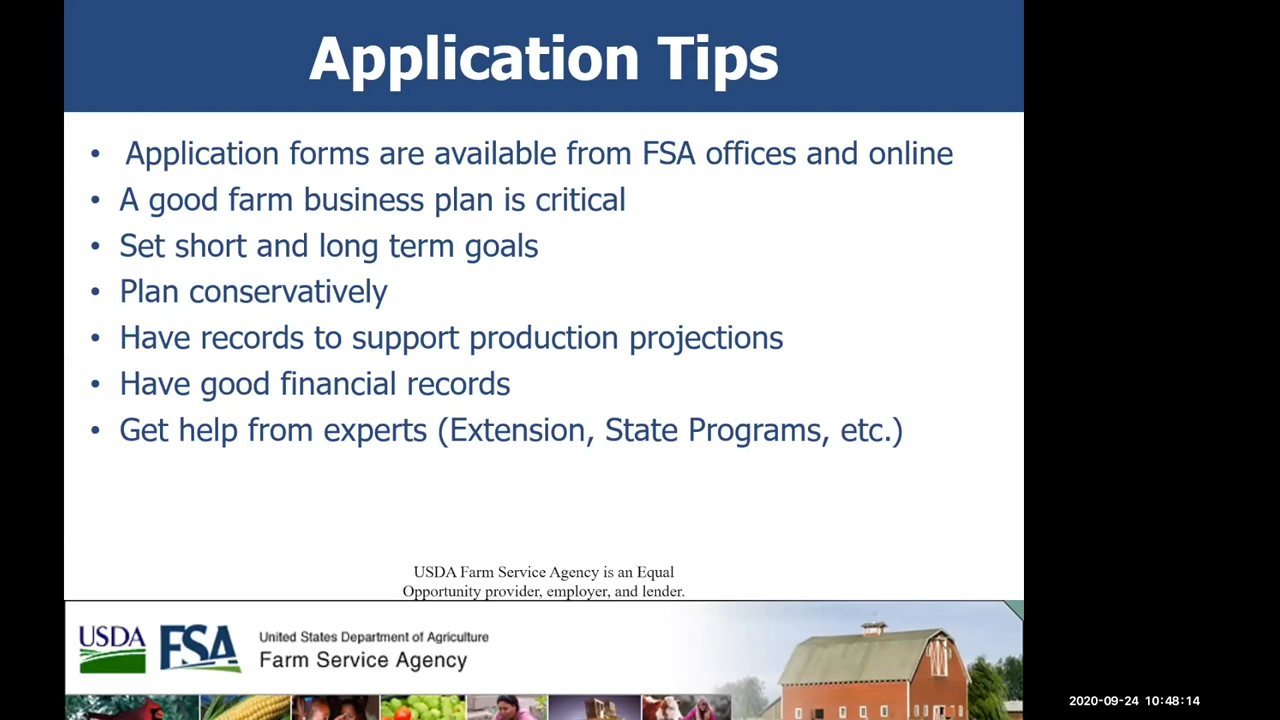 Application Tips
• Application forms are available from FSA offices and online
• A good farm business plan is critical
• Set short and long term goals
• Plan conservatively
• Have records to support production projections
• Have good financial records
• Get help from experts (Extension, State Programs, etc.)
USDA Farm Service Agency is an Equal
Opportunity provider, employer, and lender.
USDA FSA
United States Department of Agriculture
Farm Service Agency
2020-09-24 10:48:14